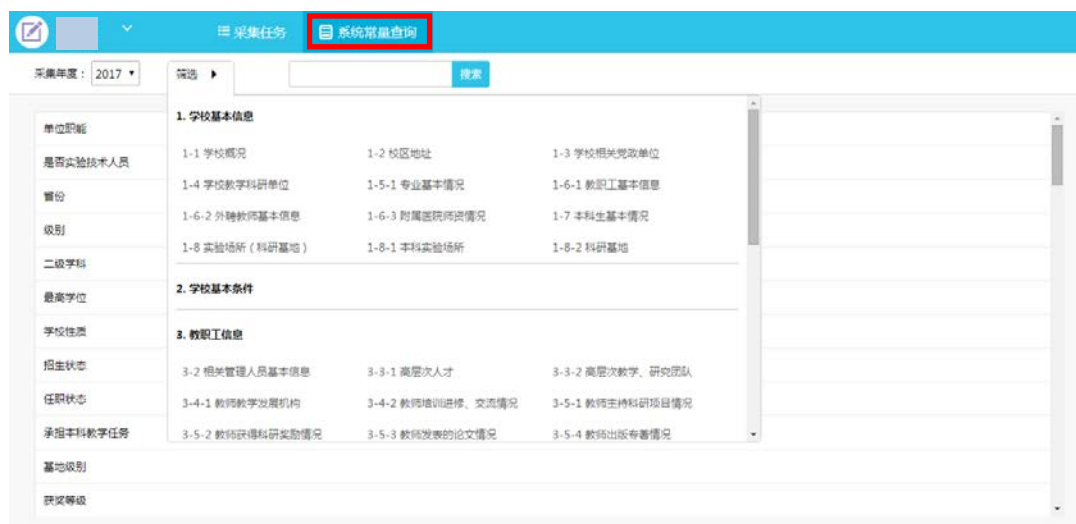 采集任务 系统常量查询
采集年度： 2017 筛选 搜索
1. 学校基本信息
单位职能
1-1 学校概况 1-2 校区地址 1-3 学校相关党政单位
是否实验技术人员
1-4 学校教学科研单位 1-5-1 专业基本情况 1-6-1 教职工基本信息
省份
1-6-2 外聘教师基本信息 1-6-3 附属医院师资情况 1-7 本科生基本情况
级别
1-8 实验场所（科研基地） 1-8-1 本科实验场所 1-8-2 科研基地
二级学科
2. 学校基本条件
最高学位
学校性质
3. 教职工信息
招生状态
3-2 相关管理人员基本信息 3-3-1 高层次人才 3-3-2 高层次教学、研究团队
任职状态
3-4-1 教师教学发展机构 3-4-2 教师培训进修、交流情况 3-5-1 教师主持科研项目情况
承担本科教学任务
3-5-2 教师获得科研奖励情况 3-5-3 教师发表的论文情况 3-5-4 教师出版专著情况
基地级别
获奖等级